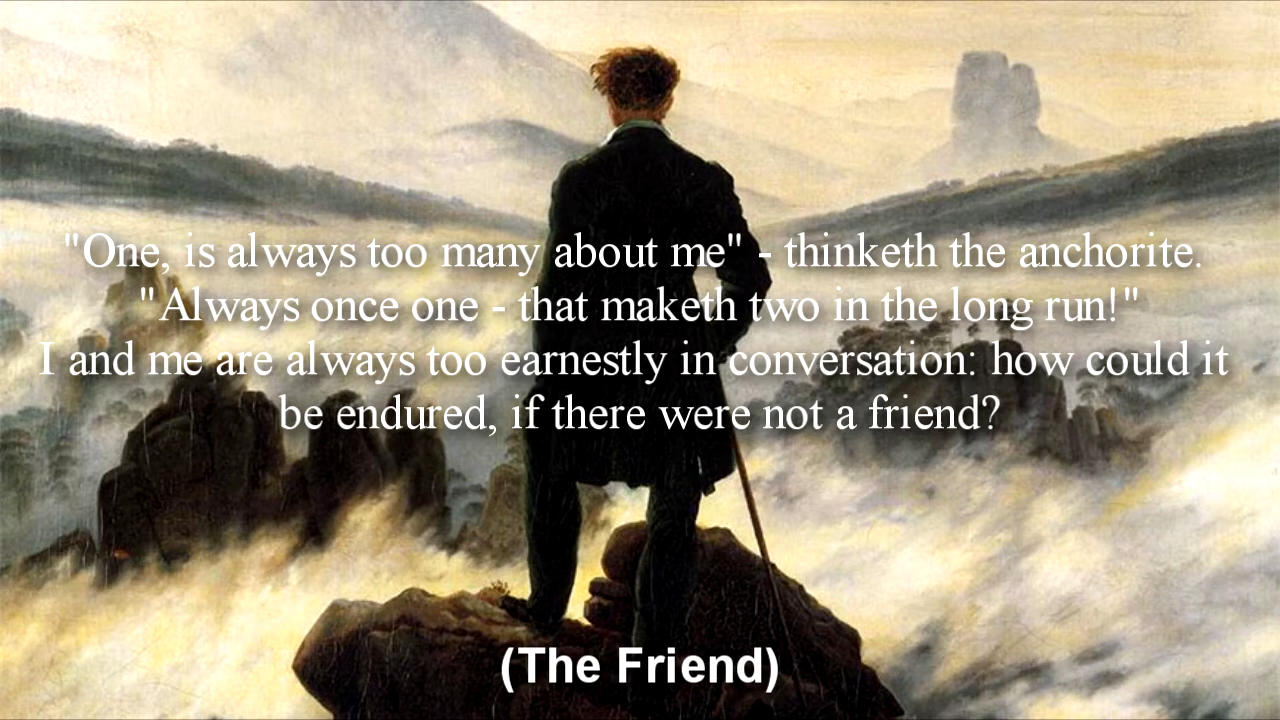 "One, is always too many about me" - thinketh the anchorite.
"Always once one - that maketh two in the long run!"
I and me are always too earnestly in conversation: how could it
be endured, if there were not a friend?
(The Friend)